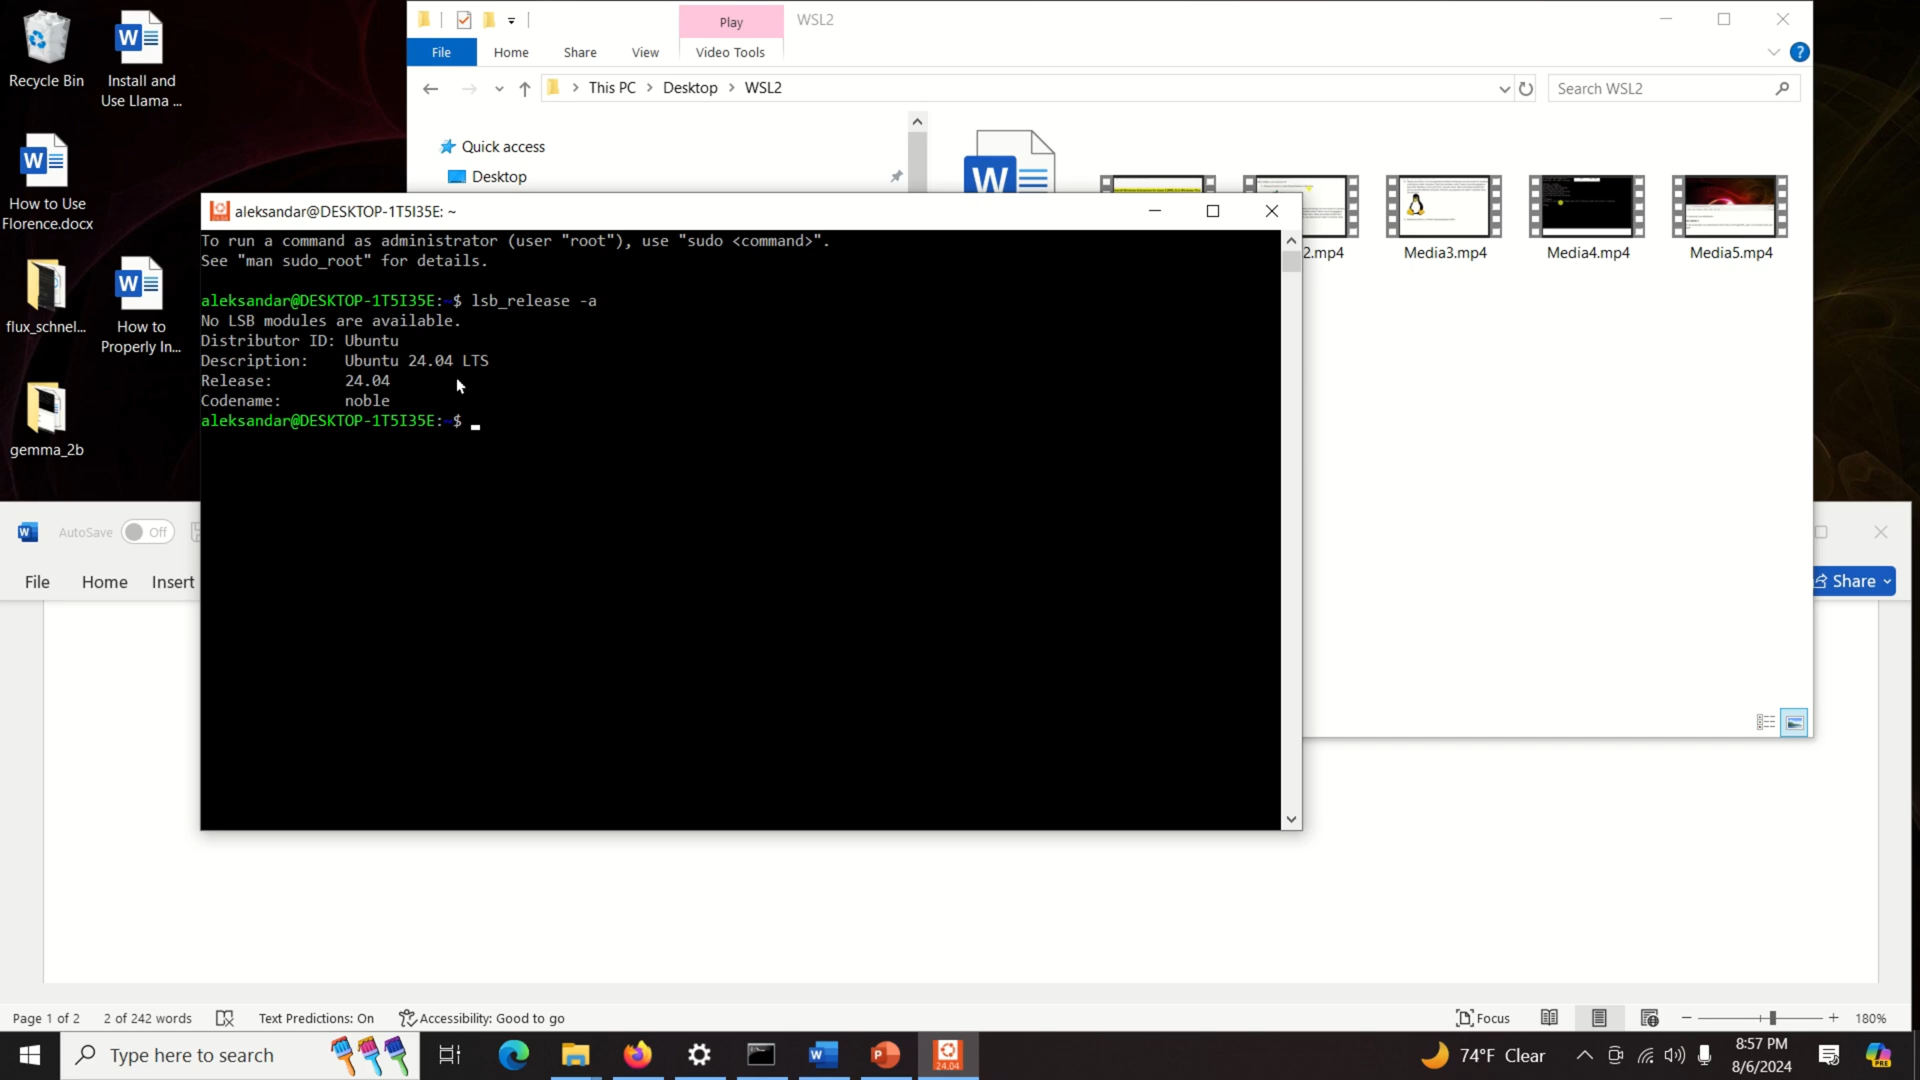 Recycle Bin
Install and
Use Llama ...
How to Use
Florence.docx
flux_schnel...
How to
Properly In...
gemma_2b
Play
WSL2
File
Home
Share
View
Video Tools
This PC > Desktop > WSL2
Search WSL2
Quick access
Desktop
2.mp4
Media3.mp4
Media4.mp4
Media5.mp4
aleksandar@DESKTOP-1T5I35E: ~
To run a command as administrator (user "root"), use "sudo <command>".
See "man sudo_root" for details.
aleksandar@DESKTOP-1T5I35E:~$ lsb_release -a
No LSB modules are available.
Distributor ID: Ubuntu
Description: Ubuntu 24.04 LTS
Release: 24.04
Codename: noble
aleksandar@DESKTOP-1T5I35E:~$
AutoSave Off
File Home Insert
Share
Page 1 of 2
2 of 242 words
Text Predictions: On
Accessibility: Good to go
Focus
180%
Type here to search
24.04
74°F Clear
8:57 PM
8/6/2024
PRE